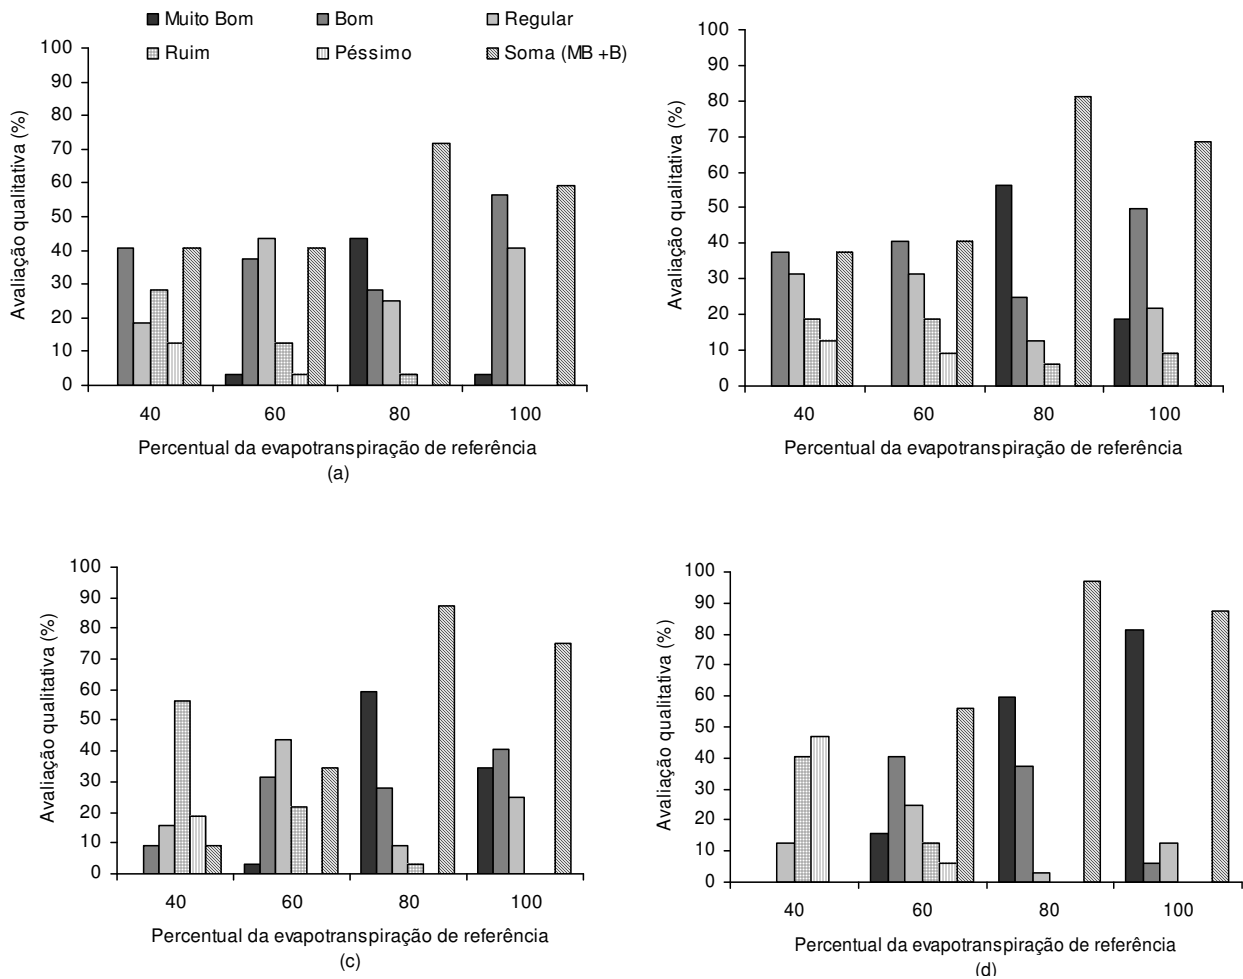 Muito Bom Bom Regular
Ruim Péssimo Soma (MB +B)
100
90
80
70
60
50
40
30
20
10
0
Avaliação qualitativa (%)
40 60 80 100
Percentual da evapotranspiração de referência
(a)
100
90
80
70
60
50
40
30
20
10
0
Avaliação qualitativa (%)
40 60 80 100
Percentual da evapotranspiração de referência
100
90
80
70
60
50
40
30
20
10
0
Avaliação qualitativa (%)
40 60 80 100
Percentual da evapotranspiração de referência
(c)
100
90
80
70
60
50
40
30
20
10
0
Avaliação qualitativa (%)
40 60 80 100
Percentual da evapotranspiração de referência
(d)